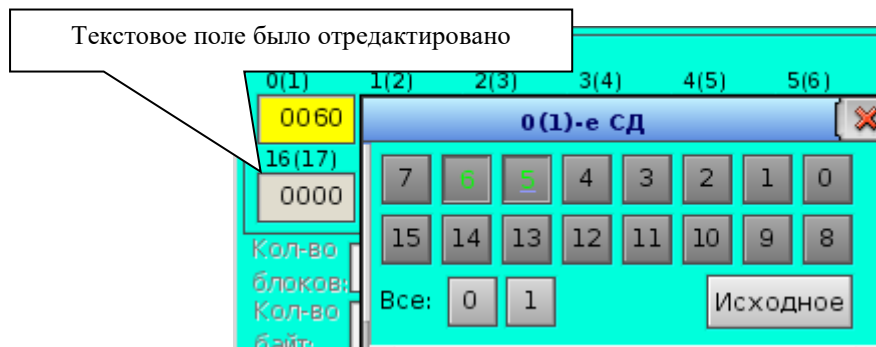 Текстовое поле было отредактировано
0(1) 1(2) 2(3) 3(4) 4(5) 5(6)
0060
0(1)-е СД
16(17)
0000
7 6 5 4 3 2 1 0
15 14 13 12 11 10 9 8
Кол-во
блоков:
Все: 0 1 Исходное
Кол-во
байт: